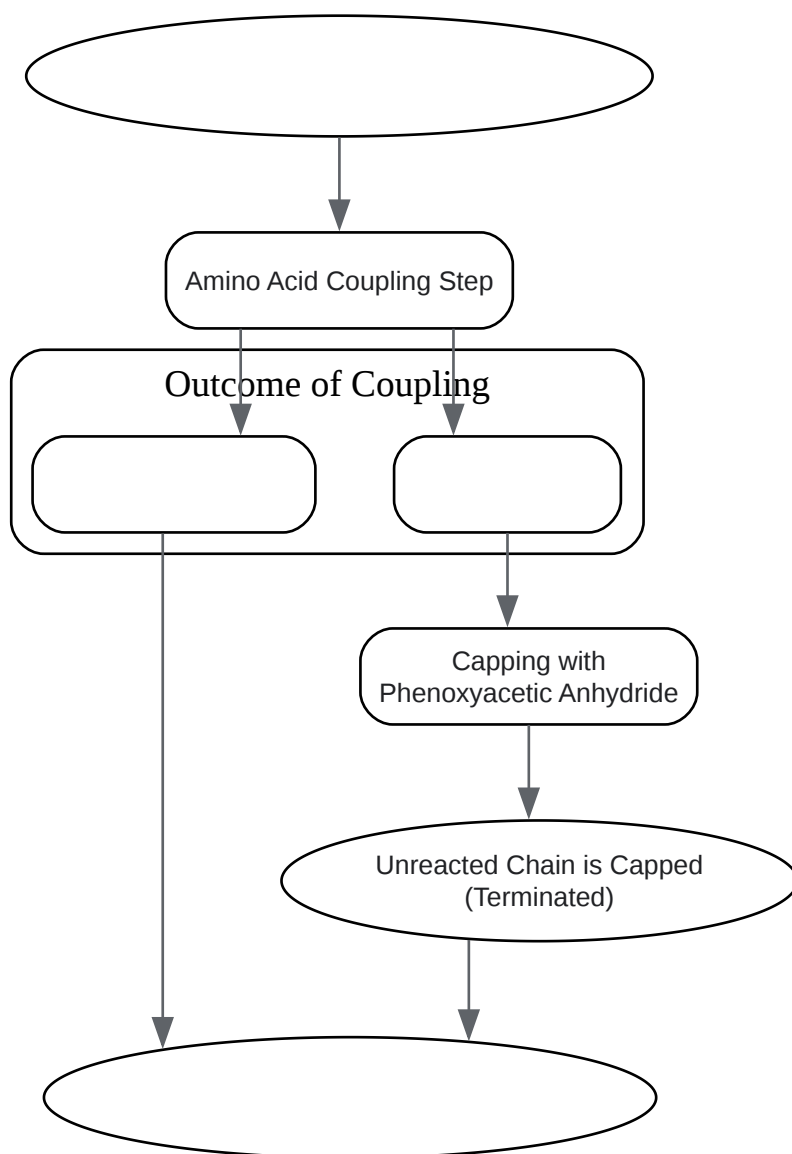 Amino Acid Coupling Step
Outcome of Coupling
Capping with
Phenoxyacetic Anhydride
Unreacted Chain is Capped
(Terminated)